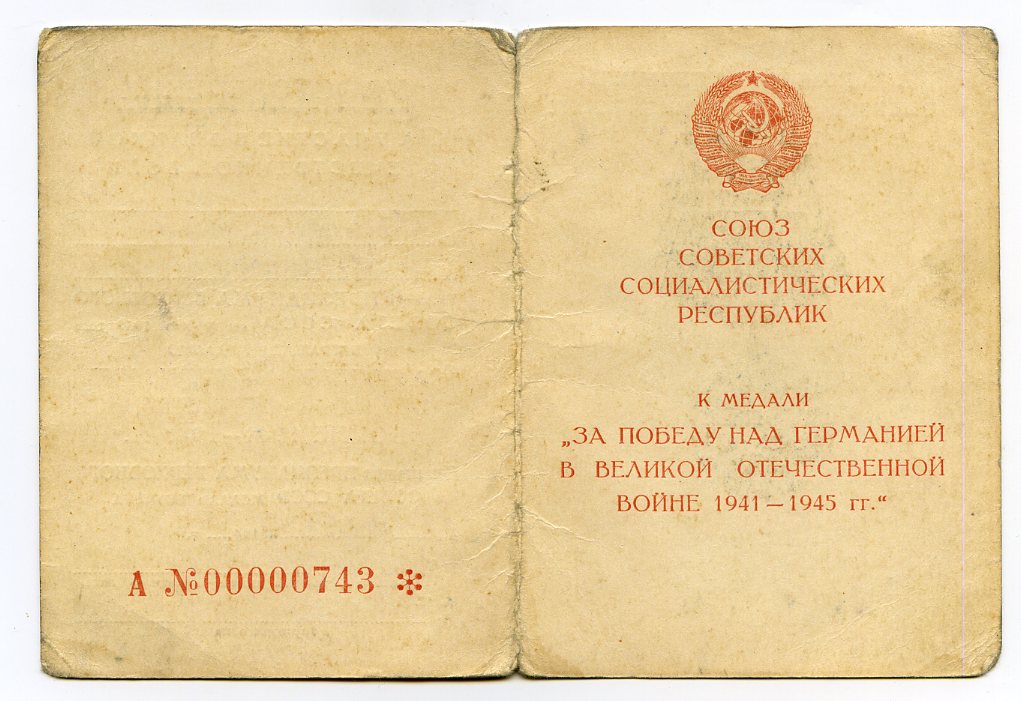 А №00000743
СОЮЗ
СОВЕТСКИХ
СОЦИАЛИСТИЧЕСКИХ
РЕСПУБЛИК
К МЕДАЛИ
„ЗА ПОБЕДУ НАД ГЕРМАНИЕЙ
В ВЕЛИКОЙ ОТЕЧЕСТВЕННОЙ
ВОЙНЕ 1941 — 1945 гг.“